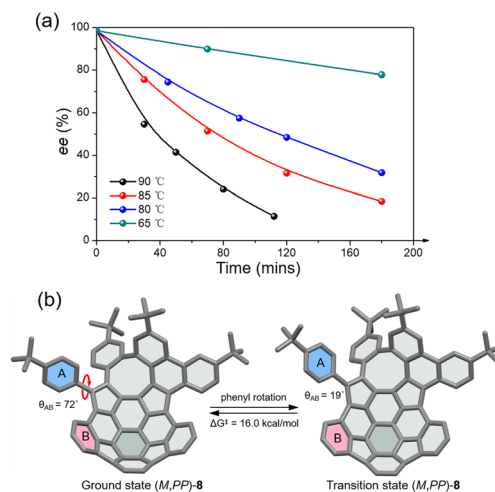 (a)
ee (%)
100
80
60
40
20
0
90 ℃
85 ℃
80 ℃
65 ℃
0 40 80 120 160 200
Time (mins)
(b)
A
θAB = 72°
B
phenyl rotation
ΔG‡ = 16.0 kcal/mol
A
θAB = 19°
B
Ground state (M,PP)-8
Transition state (M,PP)-8